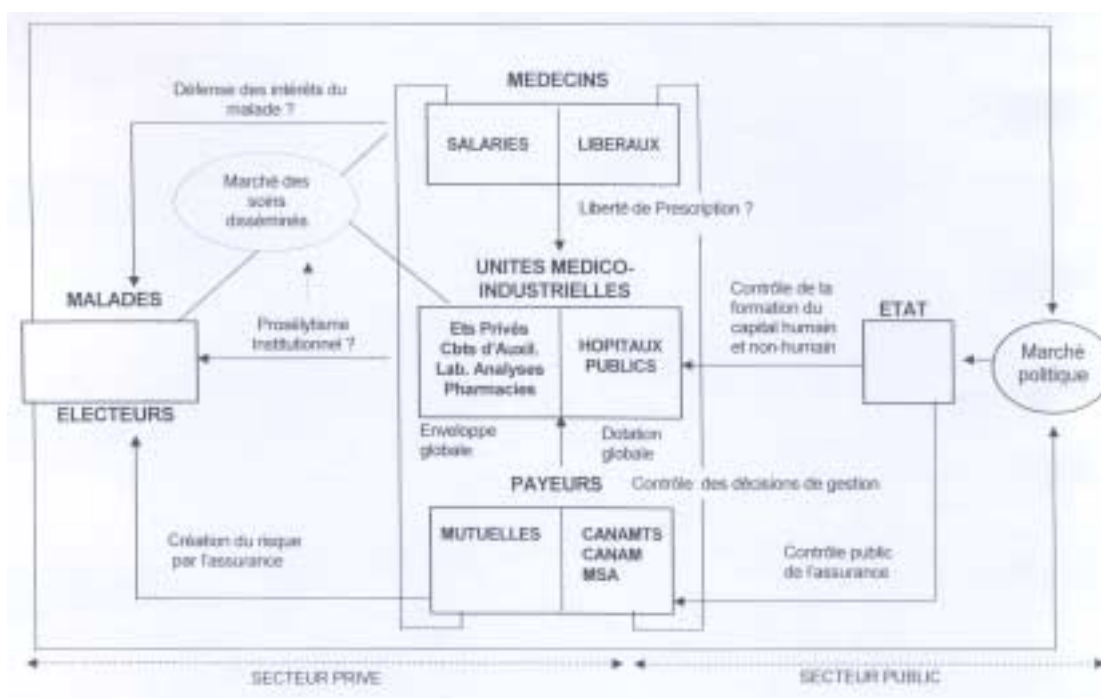 MEDECINS
Défense des intérêts du
malade ?
SALARIES
LIBERAUX
Marché des
soins
disséminés
Liberté de Prescription ?
UNITES MEDICO-
INDUSTRIELLES
MALADES
Contrôle de la
formation du
capital humain
et non-humain
ETAT
Prosélytisme
Institutionnel ?
Ets Privés
Cbts d'Auxil.
Lab. Analyses
Pharmacies
HOPITAUX
PUBLICS
Marché
politique
ELECTEURS
Enveloppe
globale
Dotation
globale
PAYEURS
Contrôle des décisions de gestion
MUTUELLES
CANAMTS
CANAM
MSA
Création du risque
par l'assurance
Contrôle public
de l'assurance
SECTEUR PRIVE
SECTEUR PUBLIC